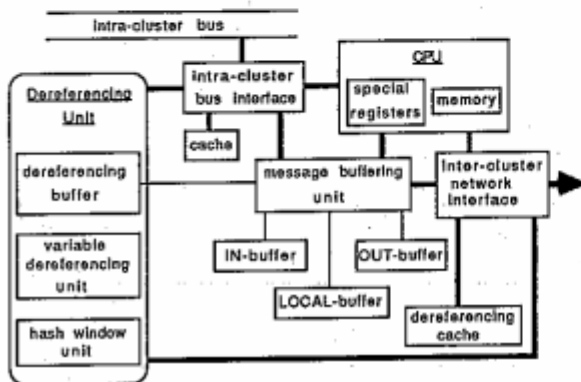 intra-cluster bus
CPU
intra-cluster
bus interface
special
registers
memory
Dereferencing
Unit
cache
dereferencing
buffer
message buffering
unit
inter-cluster
network
interface
variable
dereferencing
unit
IN-buffer
OUT-buffer
LOCAL-buffer
hash window
unit
dereferencing
cache